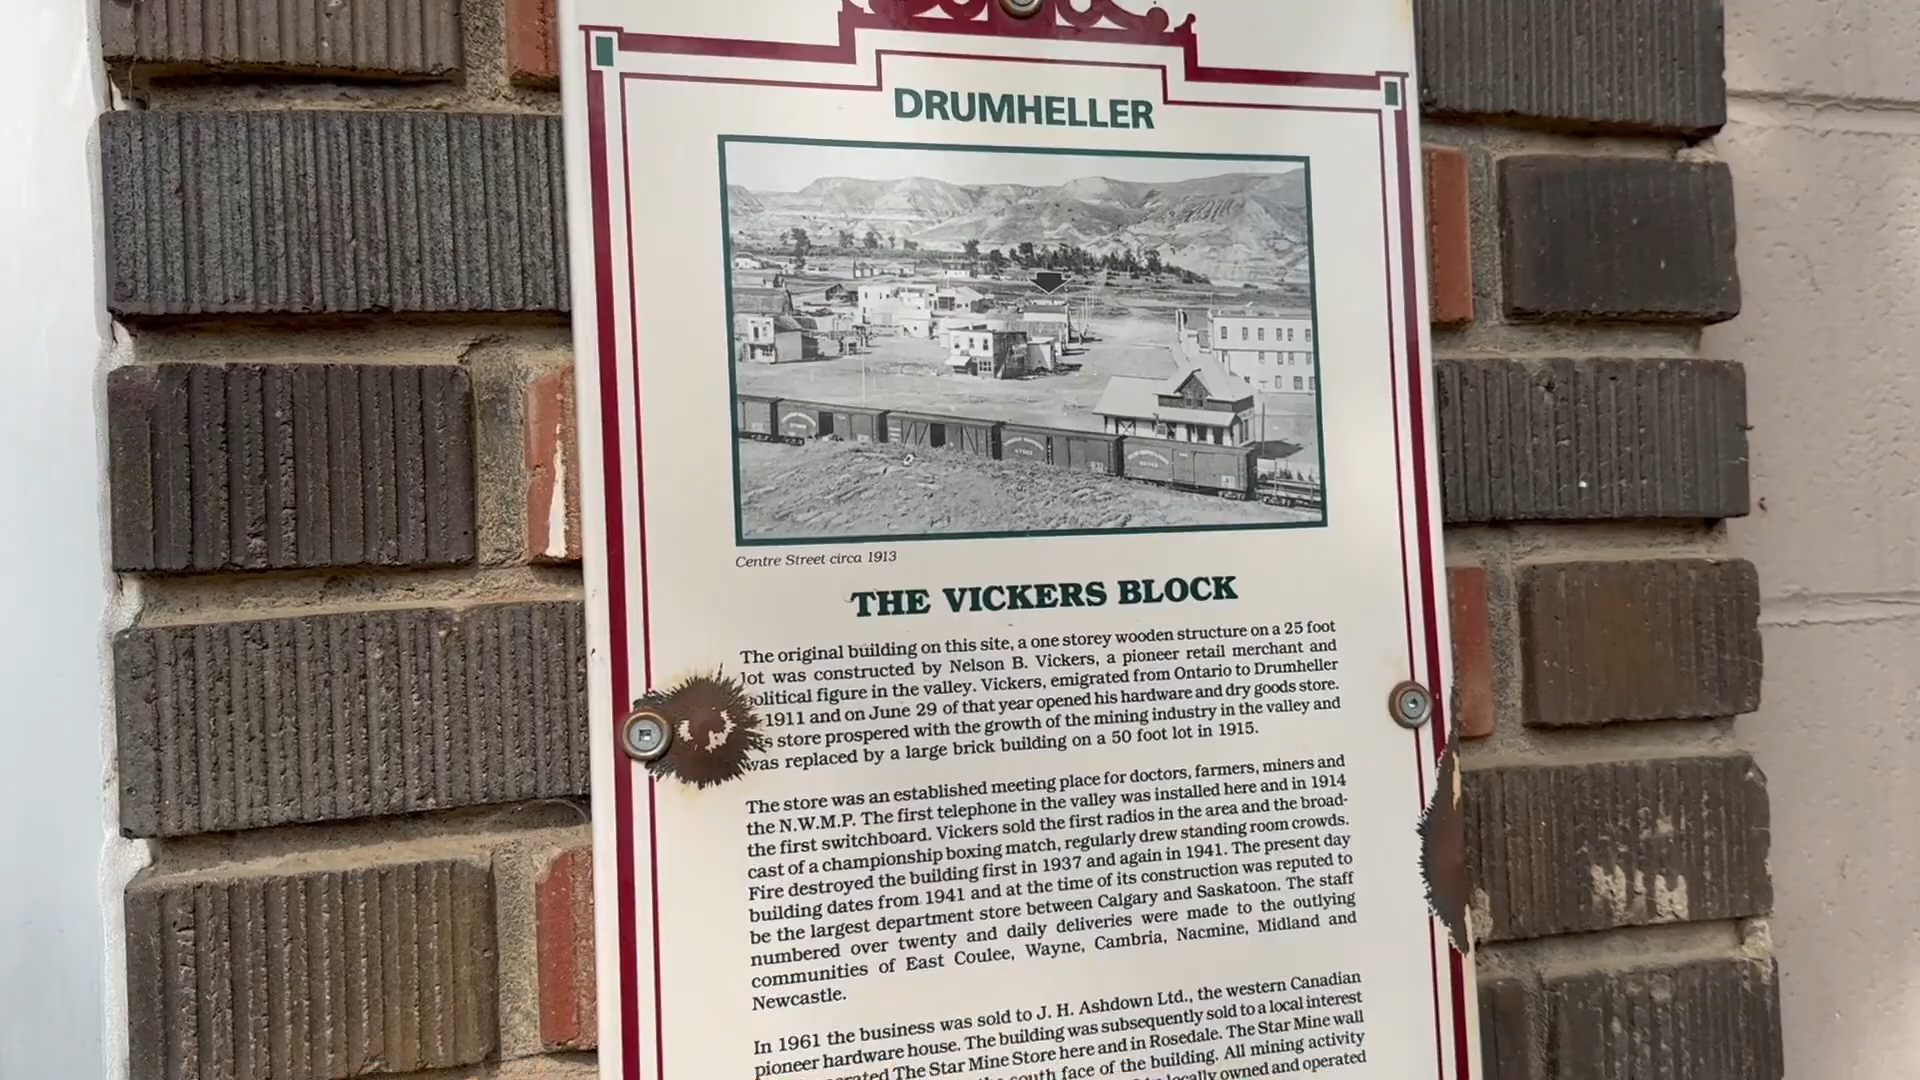 DRUMHELLER
Centre Street circa 1913
THE VICKERS BLOCK
The original building on this site, a one storey wooden structure on a 25 foot
lot was constructed by Nelson B. Vickers, a pioneer retail merchant and
political figure in the valley. Vickers, emigrated from Ontario to Drumheller
1911 and on June 29 of that year opened his hardware and dry goods store.
store prospered with the growth of the mining industry in the valley and
was replaced by a large brick building on a 50 foot lot in 1915.
The store was an established meeting place for doctors, farmers, miners and
the N.W.M.P. The first telephone in the valley was installed here and in 1914
the first switchboard. Vickers sold the first radios in the area and the broad-
cast of a championship boxing match, regularly drew standing room crowds.
Fire destroyed the building first in 1937 and again in 1941. The present day
building dates from 1941 and at the time of its construction was reputed to
be the largest department store between Calgary and Saskatoon. The staff
numbered over twenty and daily deliveries were made to the outlying
communities of East Coulee, Wayne, Cambria, Nacmine, Midland and
Newcastle.
In 1961 the business was sold to J. H. Ashdown Ltd., the western Canadian
pioneer hardware house. The building was subsequently sold to a local interest
The Star Mine Store here and in Rosedale. The Star Mine wall
south face of the building. All mining activity
locally owned and operated